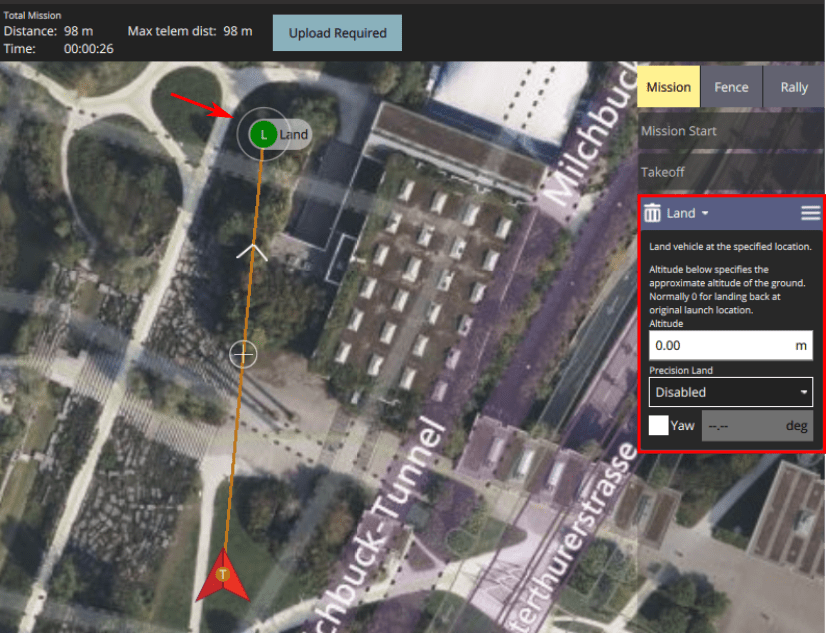 Total Mission
Distance: 98 m Max telem dist: 98 m
Time: 00:00:26
Upload Required
Mission Fence Rally
Mission Start
Takeoff
Land
Land vehicle at the specified location.
Altitude below specifies the
approximate altitude of the ground.
Normally 0 for landing back at
original launch location.
Altitude
0.00 m
Precision Land
Disabled
Yaw --.-- deg
L Land
T
Milchbuck
chbuck-Tunnel
terthurerstrasse